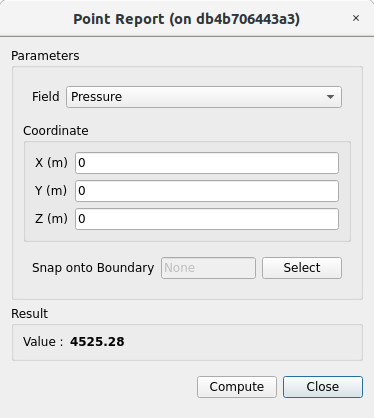 Point Report (on db4b706443a3) ×
Parameters
Field Pressure
Coordinate
X (m) 0
Y (m) 0
Z (m) 0
Snap onto Boundary None Select
Result
Value : 4525.28
Compute Close